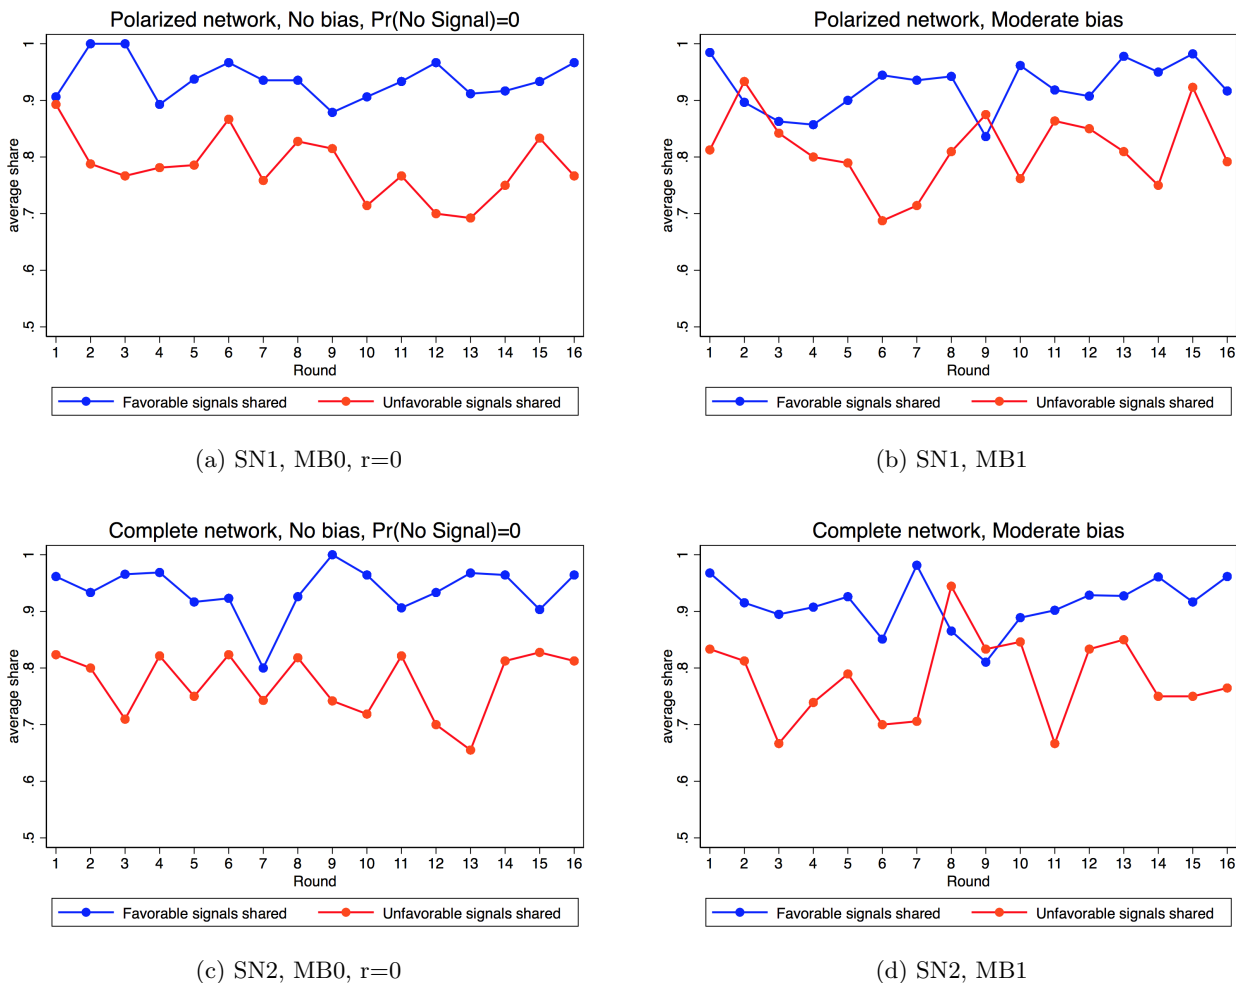 Polarized network, No bias, Pr(No Signal)=0
average share
1
.9
.8
.7
.6
.5
1 2 3 4 5 6 7 8 9 10 11 12 13 14 15 16
Round
Favorable signals shared Unfavorable signals shared
(a) SN1, MB0, r=0
Polarized network, Moderate bias
average share
1
.9
.8
.7
.6
.5
1 2 3 4 5 6 7 8 9 10 11 12 13 14 15 16
Round
Favorable signals shared Unfavorable signals shared
(b) SN1, MB1
Complete network, No bias, Pr(No Signal)=0
average share
1
.9
.8
.7
.6
.5
1 2 3 4 5 6 7 8 9 10 11 12 13 14 15 16
Round
Favorable signals shared Unfavorable signals shared
(c) SN2, MB0, r=0
Complete network, Moderate bias
average share
1
.9
.8
.7
.6
.5
1 2 3 4 5 6 7 8 9 10 11 12 13 14 15 16
Round
Favorable signals shared Unfavorable signals shared
(d) SN2, MB1